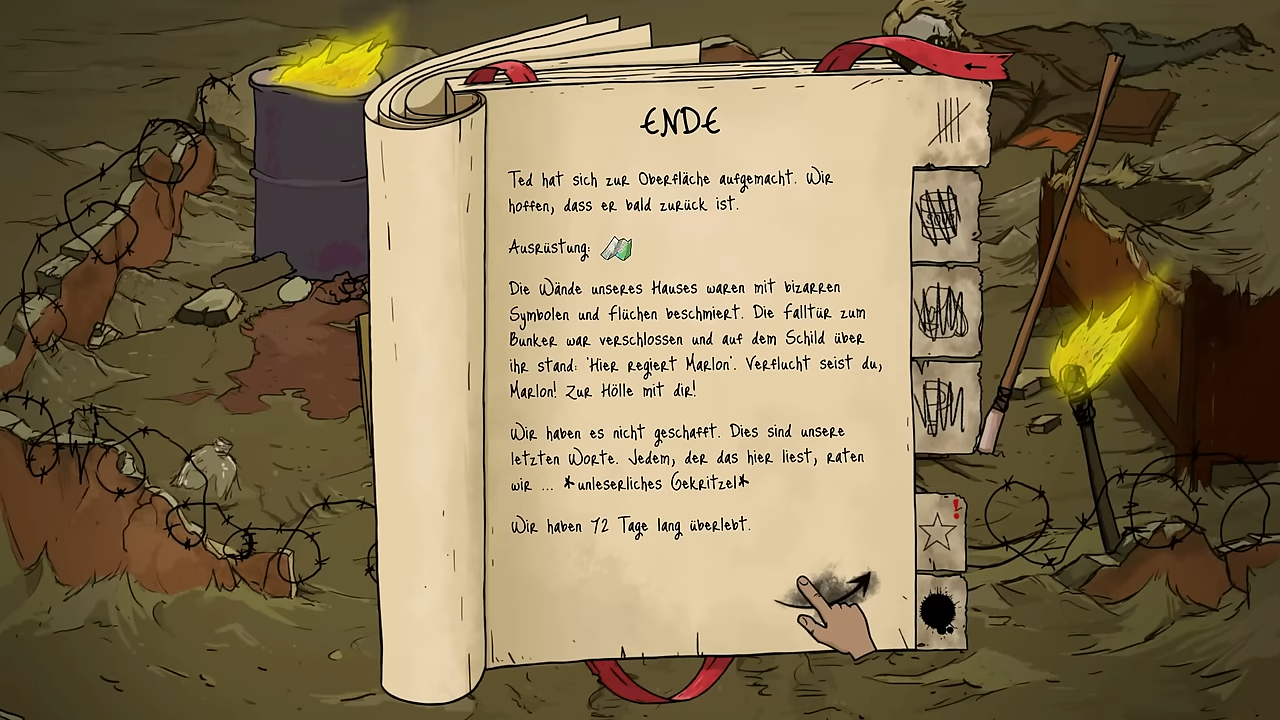 ENDE
Ted hat sich zur Oberfläche aufgemacht. Wir
hoffen, dass er bald zurück ist.
Ausrüstung:
Die Wände unseres Hauses waren mit bizarren
Symbolen und Flüchen beschmiert. Die Falltür zum
Bunker war verschlossen und auf dem Schild über
ihr stand: 'Hier regiert Marlon'. Verflucht seist du,
Marlon! Zur Hölle mit dir!
Wir haben es nicht geschafft. Dies sind unsere
letzten Worte. Jedem, der das hier liest, raten
wir ... *unleserliches Gekritzel*
Wir haben 72 Tage lang überlebt.